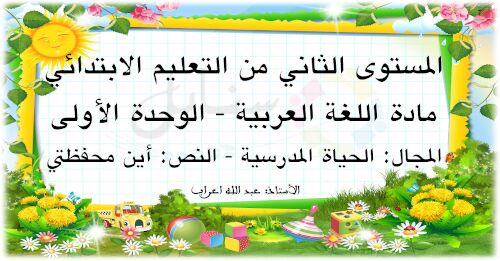 المستوى الثاني من التعليم الابتدائي
مادة اللغة العربية - الوحدة الأولى
المجال: الحياة المدرسية - النص: أين محفظتي
الأستاذ: عبد الله اعراب